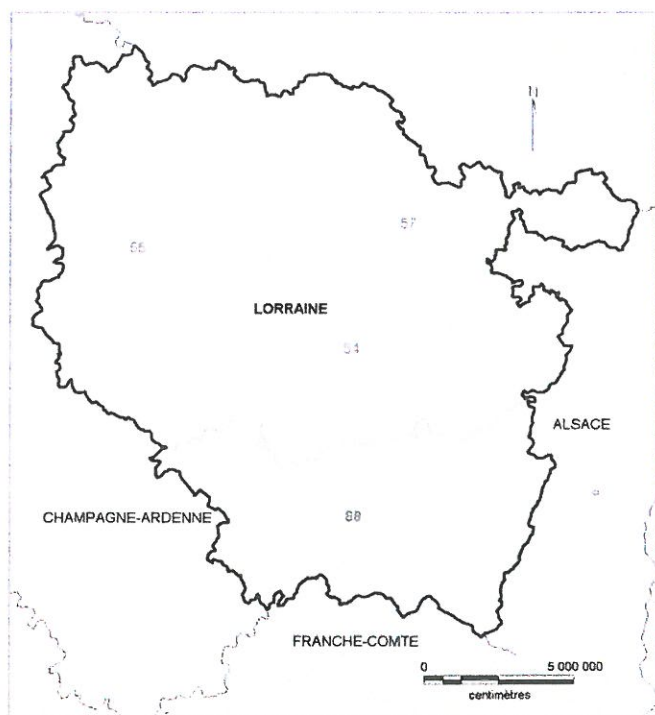 N
57
55
LORRAINE
54
ALSACE
CHAMPAGNE-ARDENNE
88
FRANCHE-COMTE
0 5 000 000
centimètres